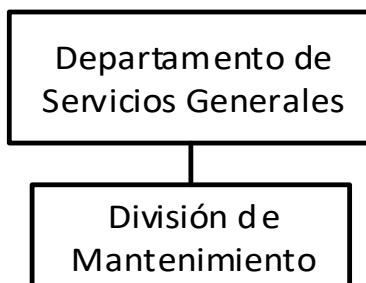 Departamento de
Servicios Generales
División de
Mantenimiento